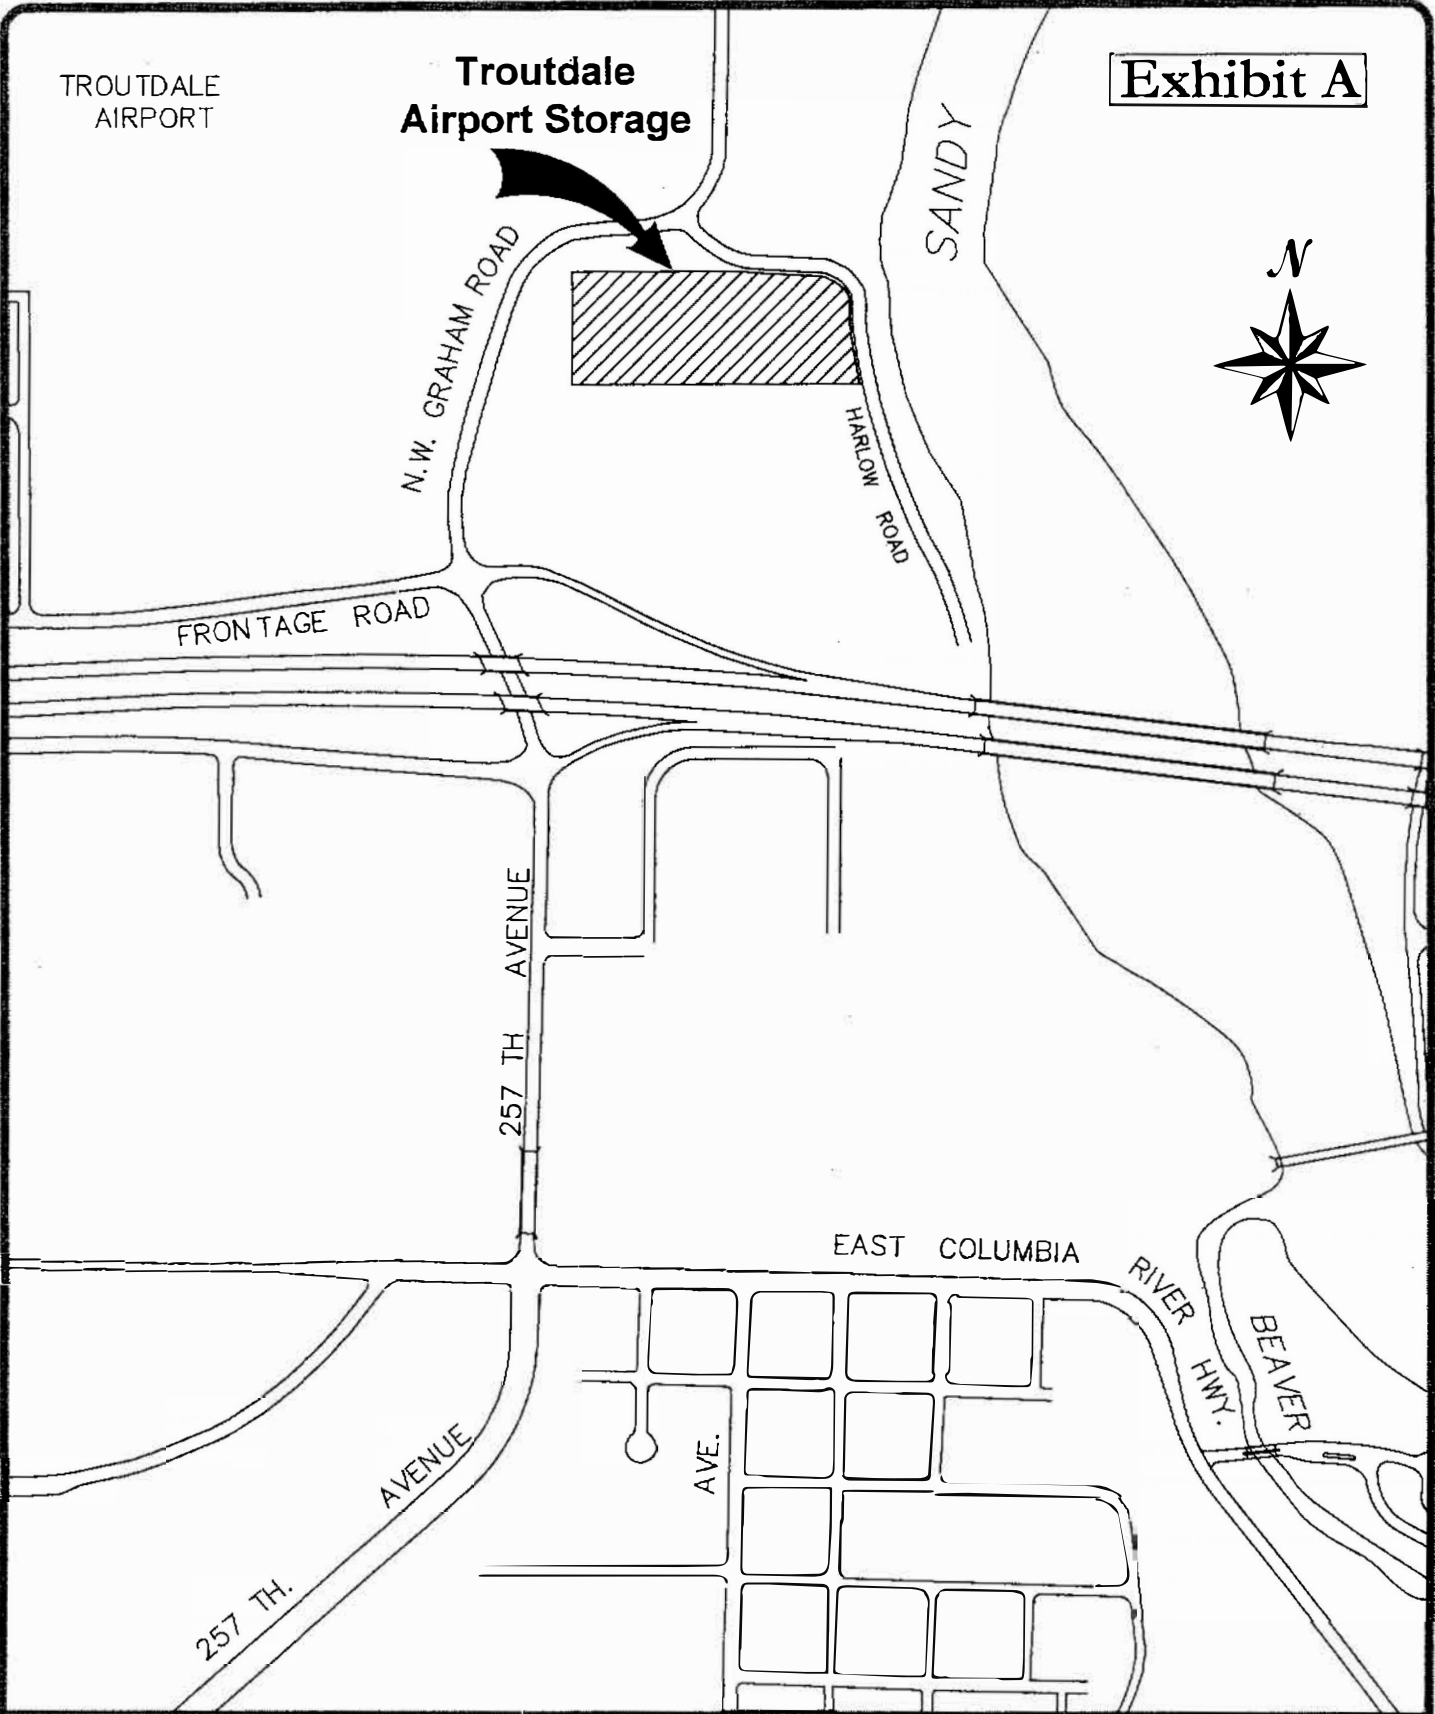 TROUTDALE
AIRPORT
Troutdale
Airport Storage
Exhibit A
SANDY
N
N.W. GRAHAM ROAD
HARLOW ROAD
FRONTAGE ROAD
257 TH AVENUE
EAST COLUMBIA RIVER HWY.
BEAVER
AVE.
257 TH. AVENUE